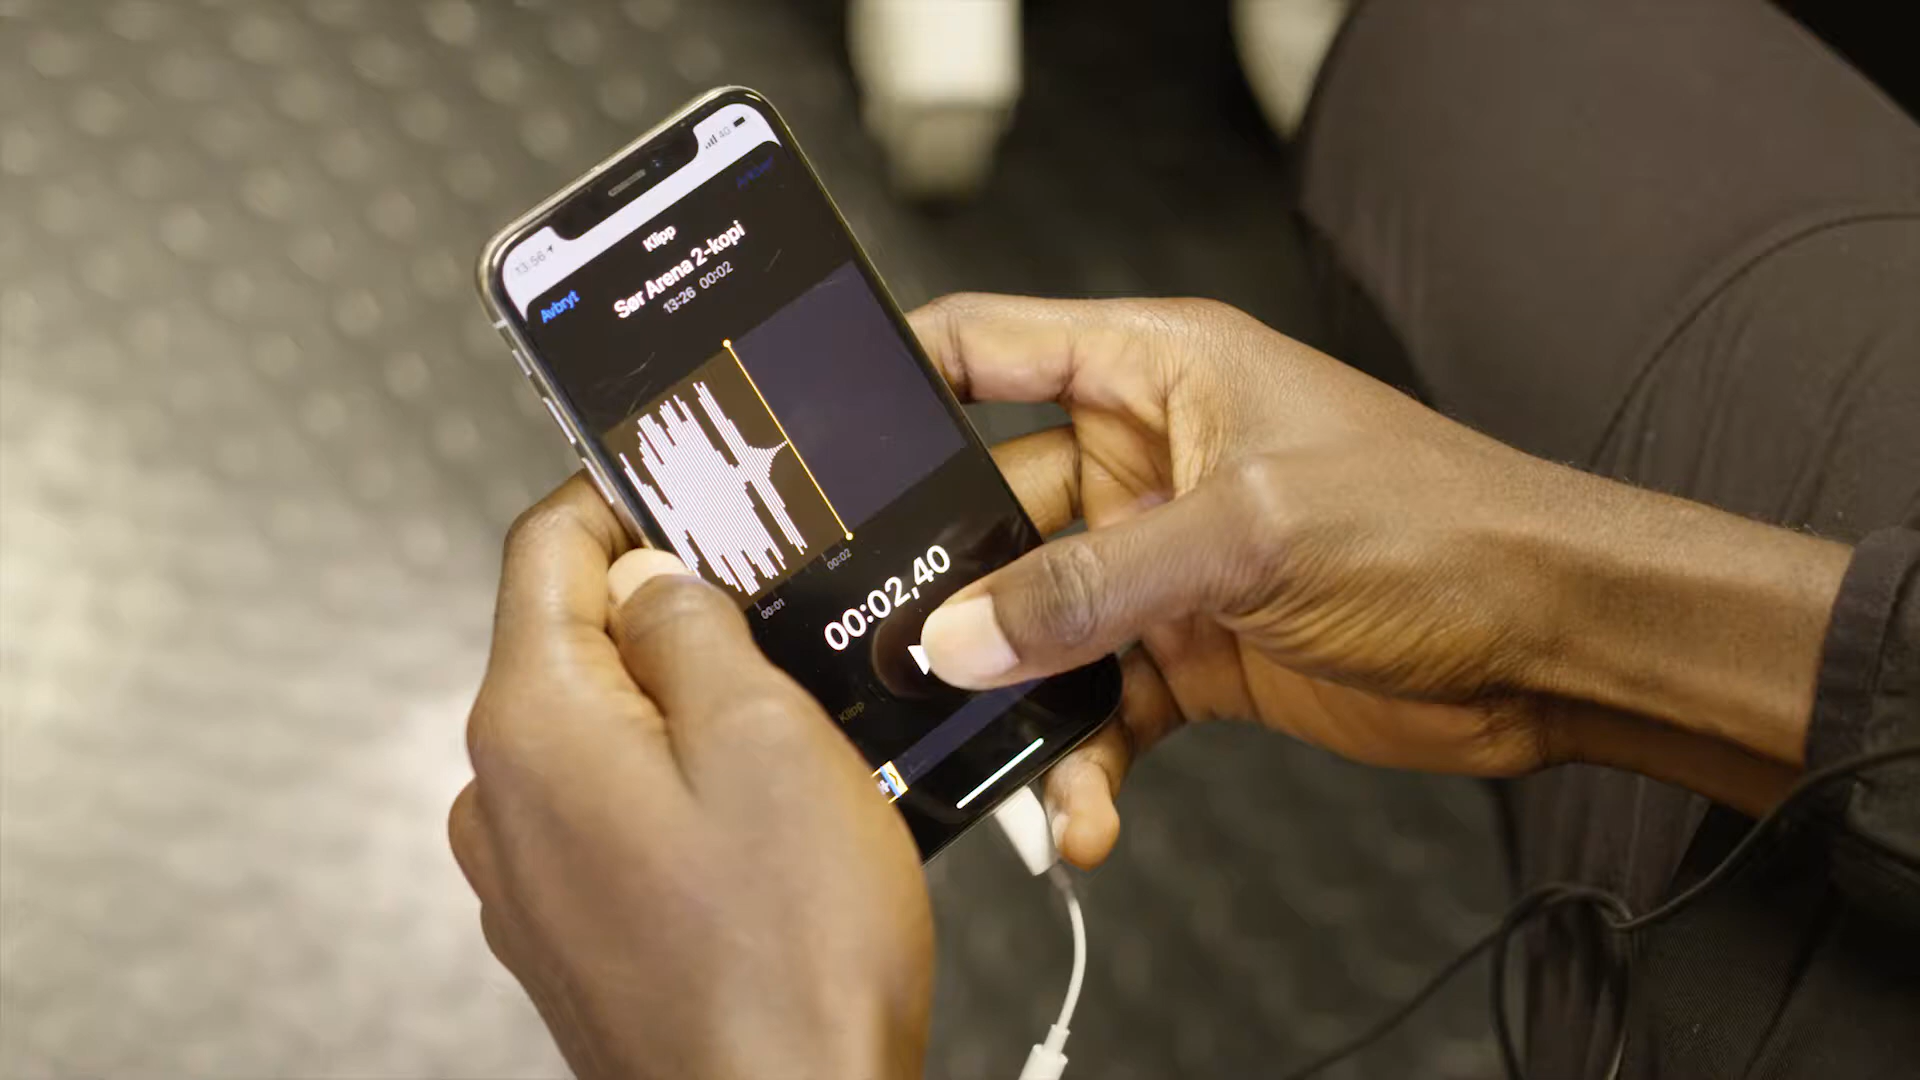 13:56
4G
Avbryt
Klipp
Sør Arena 2-kopi
13:26 00:02
00:01
00:02
00:02,40
Klipp